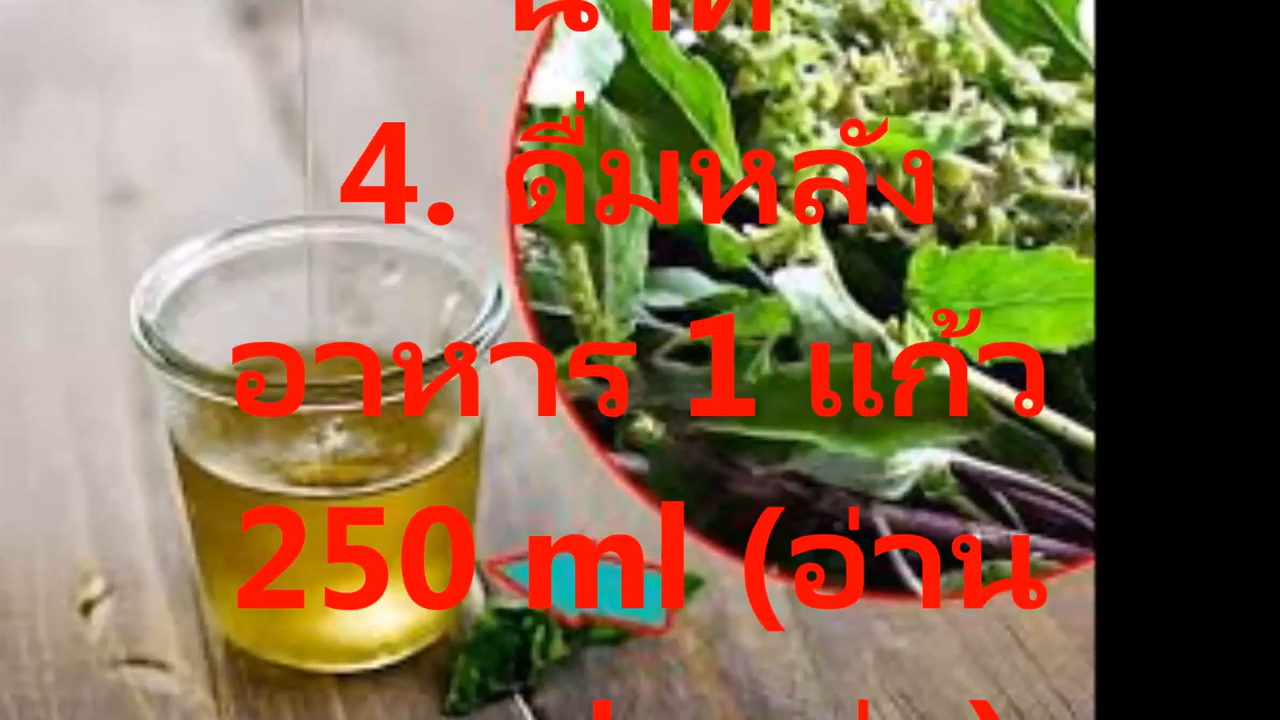 4. ดื่มหลัง
อาหาร 1 แก้ว
250 ml (อ่าน